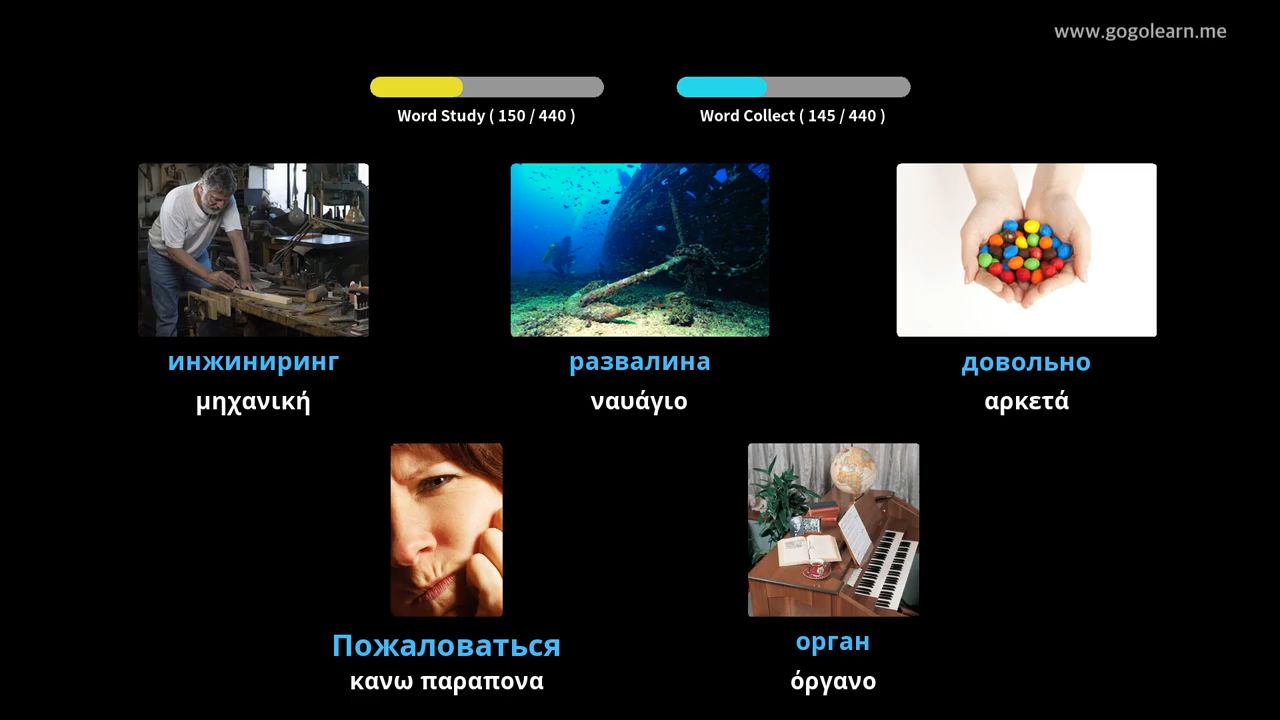 www.gogolearn.me
Word Study ( 150 / 440 )
Word Collect ( 145 / 440 )
инжиниринг
μηχανική
развалина
ναυάγιο
довольно
αρκετά
Пожаловаться
κανω παραπονα
орган
όργανο